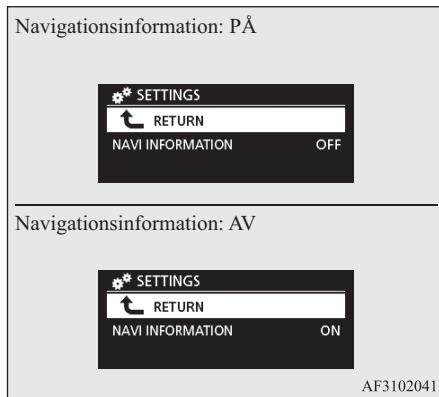 Navigationsinformation: PÅ
SETTINGS
RETURN
NAVI INFORMATION OFF
Navigationsinformation: AV
SETTINGS
RETURN
NAVI INFORMATION ON
AF3102041